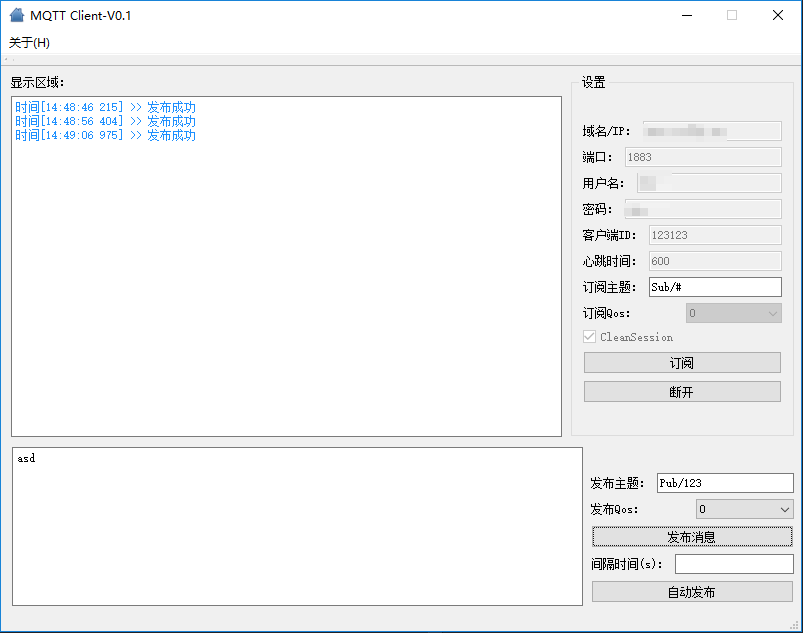 MQTT Client-V0.1
关于(H)
显示区域：
时间[14:48:46 215] >> 发布成功
时间[14:48:56 404] >> 发布成功
时间[14:49:06 975] >> 发布成功
设置
域名/IP：
端口： 1883
用户名：
密码：
客户端ID： 123123
心跳时间： 600
订阅主题： Sub/#
订阅Qos： 0
CleanSession
订阅
断开
asd
发布主题： Pub/123
发布Qos： 0
发布消息
间隔时间(s)：
自动发布